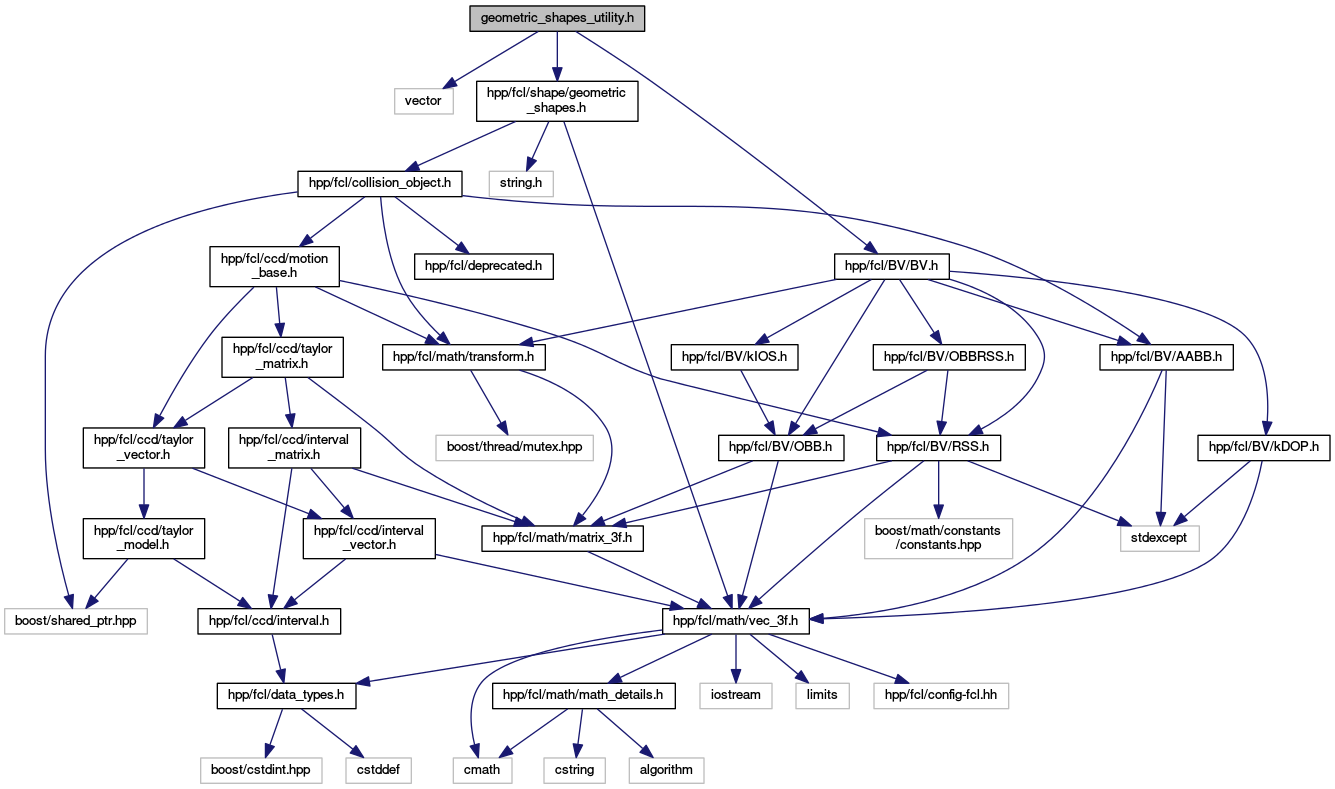 geometric_shapes_utility.h
vector
hpp/fcl/shape/geometric
_shapes.h
hpp/fcl/collision_object.h
string.h
hpp/fcl/ccd/motion
_base.h
hpp/fcl/deprecated.h
hpp/fcl/BV/BV.h
hpp/fcl/ccd/taylor
_matrix.h
hpp/fcl/math/transform.h
hpp/fcl/BV/kIOS.h
hpp/fcl/BV/OBBRSS.h
hpp/fcl/BV/AABB.h
hpp/fcl/ccd/taylor
_vector.h
hpp/fcl/ccd/interval
_matrix.h
boost/thread/mutex.hpp
hpp/fcl/BV/OBB.h
hpp/fcl/BV/RSS.h
hpp/fcl/BV/kDOP.h
hpp/fcl/ccd/taylor
_model.h
hpp/fcl/ccd/interval
_vector.h
hpp/fcl/math/matrix_3f.h
boost/math/constants
/constants.hpp
stdexcept
boost/shared_ptr.hpp
hpp/fcl/ccd/interval.h
hpp/fcl/math/vec_3f.h
hpp/fcl/data_types.h
hpp/fcl/math/math_details.h
iostream
limits
hpp/fcl/config-fcl.hh
boost/cstdint.hpp
cstddef
cmath
cstring
algorithm